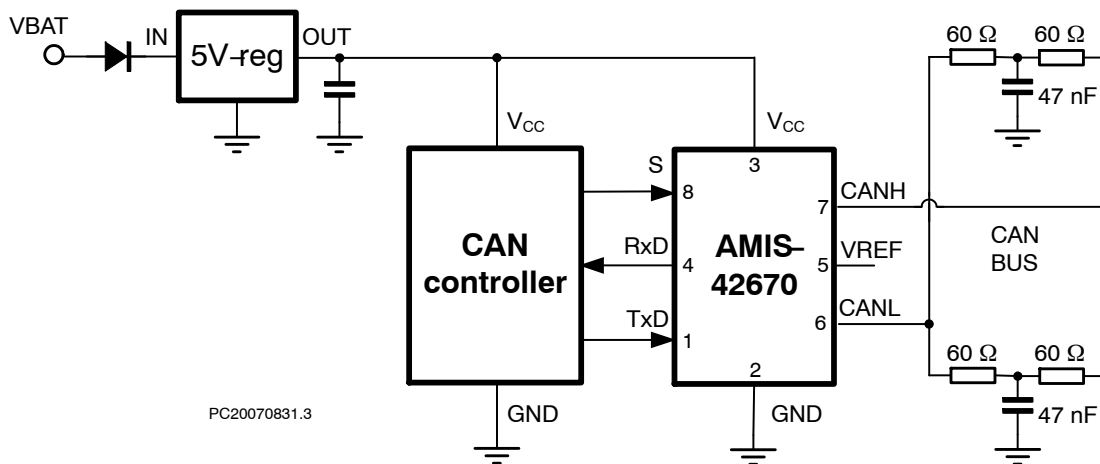 VBAT
IN
5V-reg
OUT
60 Ω
60 Ω
47 nF
VCC
VCC
S
8
3
7
CANH
CAN
controller
RxD
4
AMIS-
42670
5
VREF
CAN
BUS
TxD
1
6
CANL
2
60 Ω
60 Ω
47 nF
PC20070831.3
GND
GND